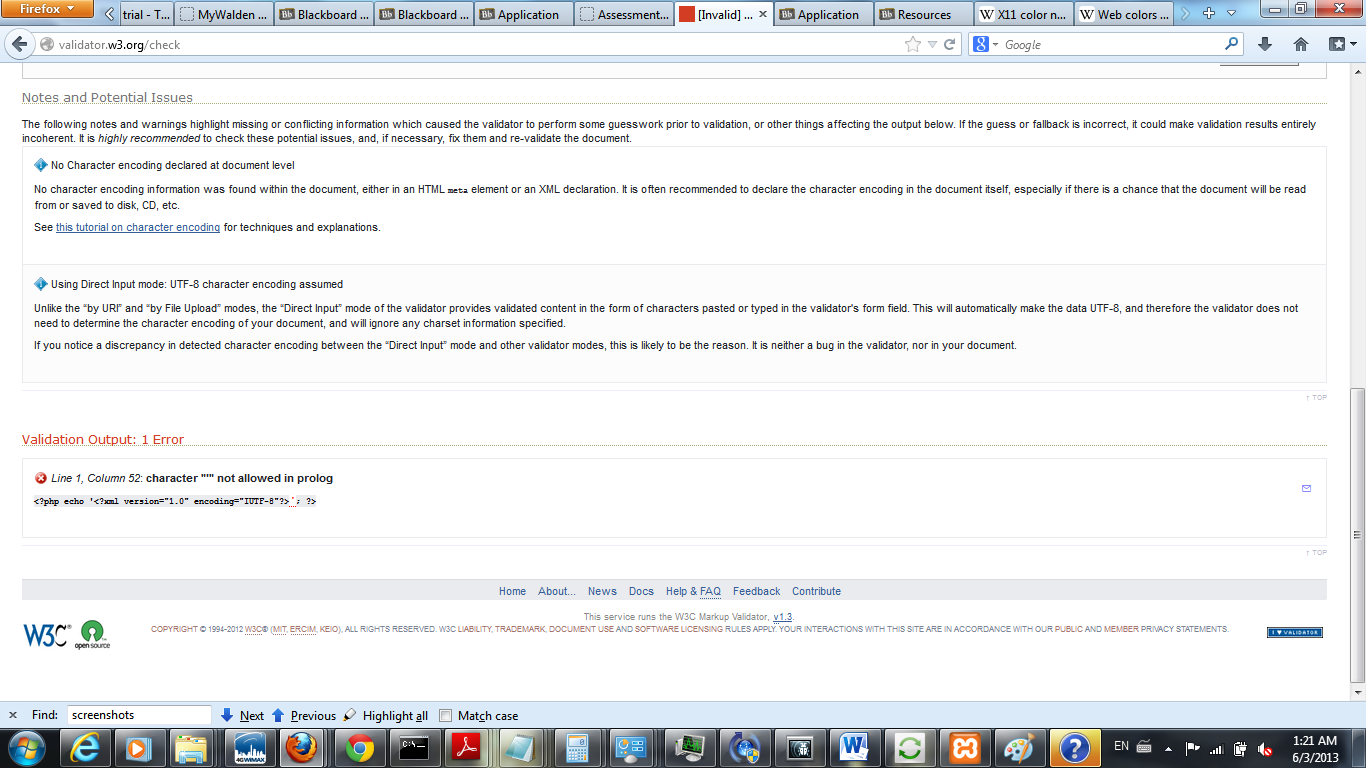 Firefox
trial - T... MyWalden ... Blackboard ... Blackboard ... Application Assessment... [Invalid] ... Application Resources X11 color n... Web colors ...
validator.w3.org/check Google
Notes and Potential Issues
The following notes and warnings highlight missing or conflicting information which caused the validator to perform some guesswork prior to validation, or other things affecting the output below. If the guess or fallback is incorrect, it could make validation results entirely
incoherent. It is highly recommended to check these potential issues, and, if necessary, fix them and re-validate the document.
No Character encoding declared at document level
No character encoding information was found within the document, either in an HTML meta element or an XML declaration. It is often recommended to declare the character encoding in the document itself, especially if there is a chance that the document will be read
from or saved to disk, CD, etc.
See this tutorial on character encoding for techniques and explanations.
Using Direct Input mode: UTF-8 character encoding assumed
Unlike the “by URI” and “by File Upload” modes, the “Direct Input” mode of the validator provides validated content in the form of characters pasted or typed in the validator's form field. This will automatically make the data UTF-8, and therefore the validator does not
need to determine the character encoding of your document, and will ignore any charset information specified.
If you notice a discrepancy in detected character encoding between the “Direct Input” mode and other validator modes, this is likely to be the reason. It is neither a bug in the validator, nor in your document.
↑ TOP
Validation Output: 1 Error
Line 1, Column 52: character "'" not allowed in prolog
<?php echo '<?xml version="1.0" encoding="IUTF-8"?>'; ?>
↑ TOP
Home About... News Docs Help & FAQ Feedback Contribute
This service runs the W3C Markup Validator, v1.3.
W3C® open source COPYRIGHT © 1994-2012 W3C® (MIT, ERCIM, KEIO), ALL RIGHTS RESERVED. W3C LIABILITY, TRADEMARK, DOCUMENT USE AND SOFTWARE LICENSING RULES APPLY. YOUR INTERACTIONS WITH THIS SITE ARE IN ACCORDANCE WITH OUR PUBLIC AND MEMBER PRIVACY STATEMENTS. I ♥ VALIDATOR
× Find: screenshots Next Previous Highlight all Match case
4G WIMAX C:\ EN 1:21 AM
6/3/2013